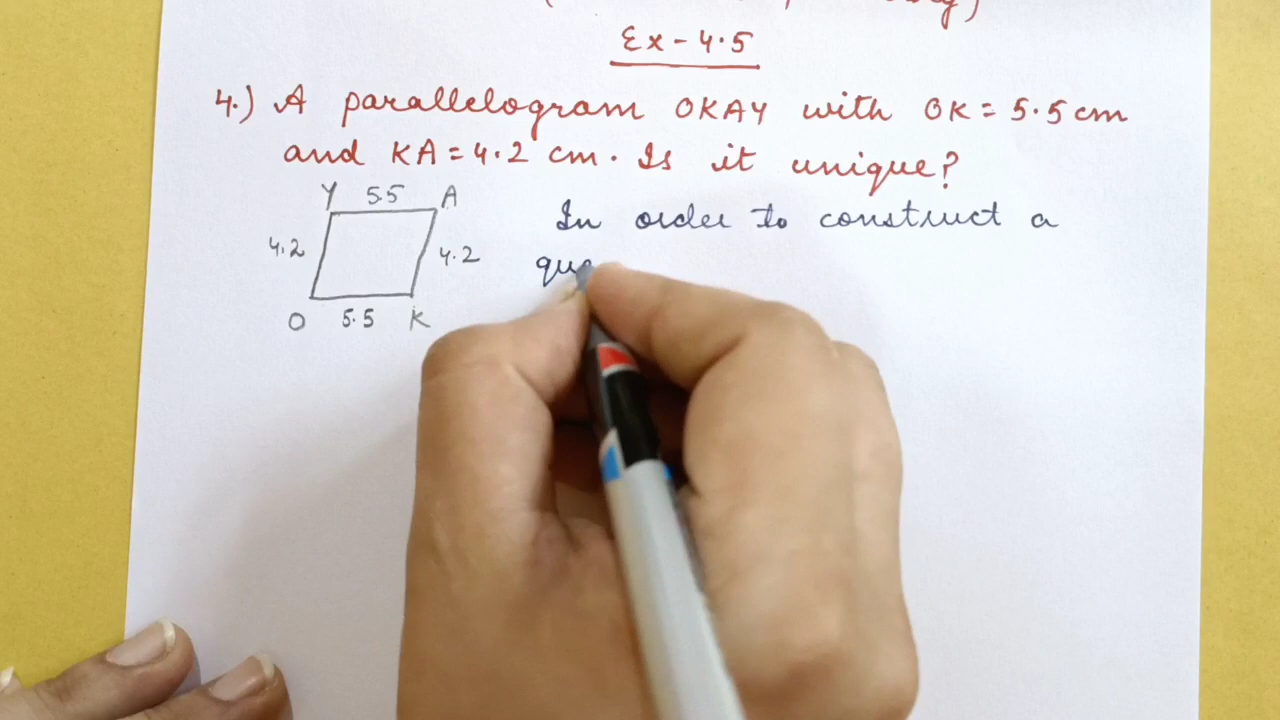 Ex - 4.5
4.) A parallelogram OKAY with OK = 5.5 cm
and KA = 4.2 cm. Is it unique?
Y 5.5 A
In order to construct a
4.2
4.2
O 5.5 K